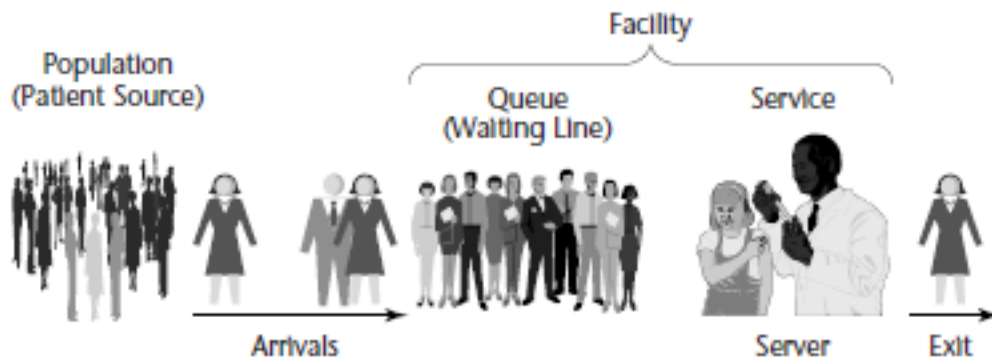 Facility
Population
(Patient Source)
Queue
(Waiting Line)
Service
Arrivals
Server
Exit